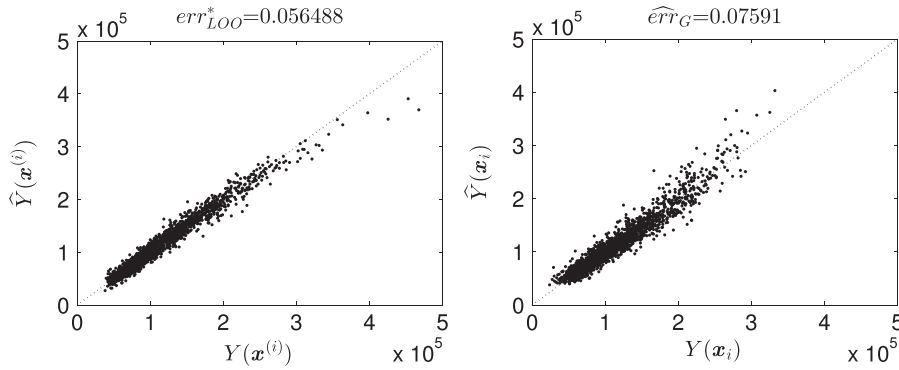 err*_LOO=0.056488
x 10^5
5
4
3
2
1
0
Ŷ(x^(i))
0 1 2 3 4 5
Y(x^(i))
x 10^5
êrr_G=0.07591
x 10^5
5
4
3
2
1
0
Ŷ(x_i)
0 1 2 3 4 5
Y(x_i)
x 10^5